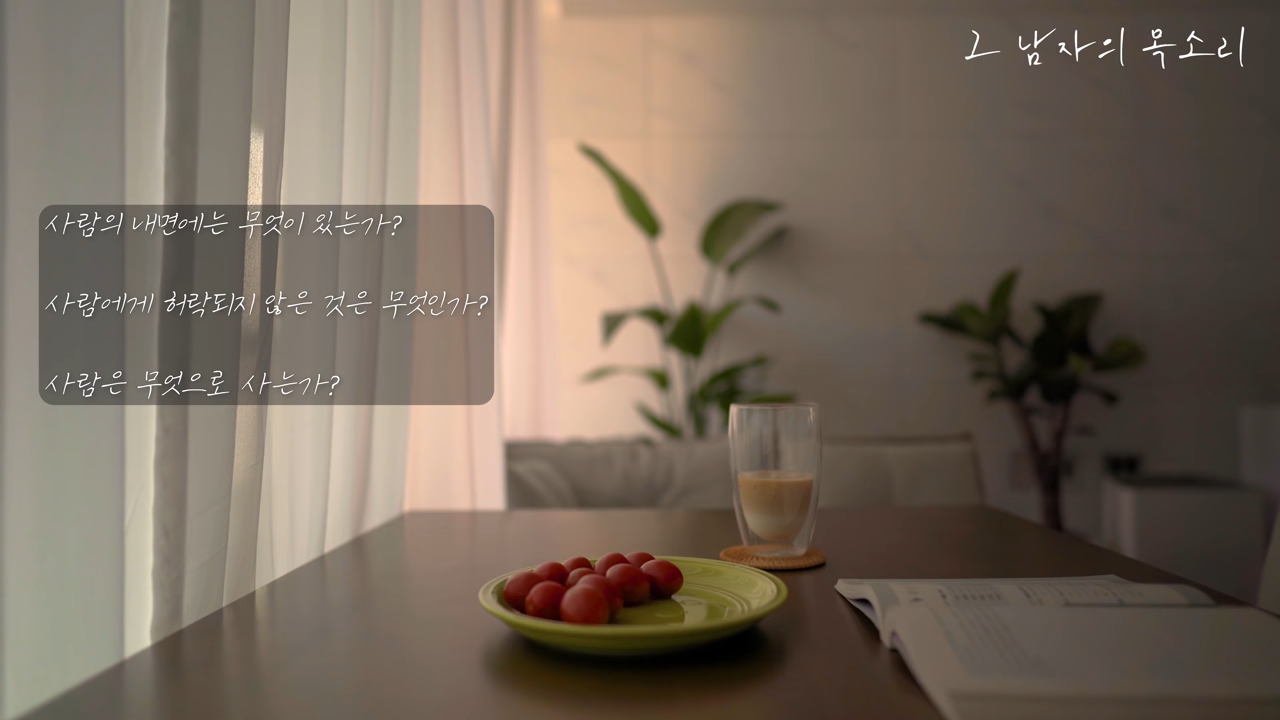 그 남자의 목소리
사람의 내면에는 무엇이 있는가?
사람에게 허락되지 않은 것은 무엇인가?
사람은 무엇으로 사는가?